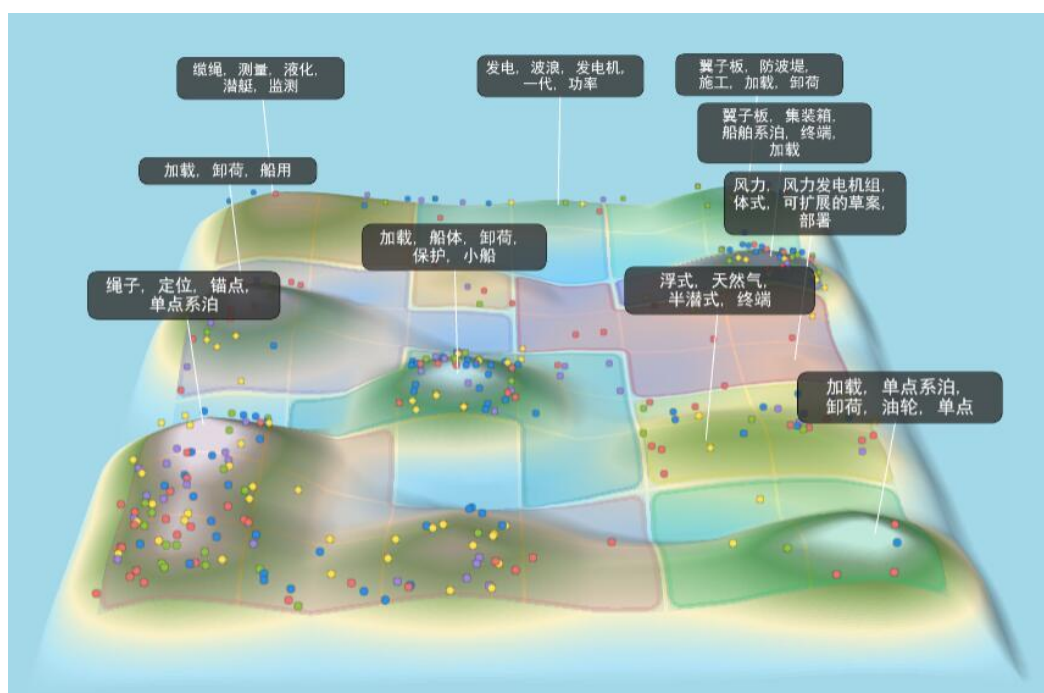 缆绳, 测量, 液化,
潜艇, 监测
发电, 波浪, 发电机,
一代, 功率
翼子板, 防波堤,
施工, 加载, 卸荷
翼子板, 集装箱,
船舶系泊, 终端,
加载
加载, 卸荷, 船用
风力, 风力发电机组,
体式, 可扩展的草案,
部署
加载, 船体, 卸荷,
保护, 小船
绳子, 定位, 锚点,
单点系泊
浮式, 天然气,
半潜式, 终端
加载, 单点系泊,
卸荷, 油轮, 单点